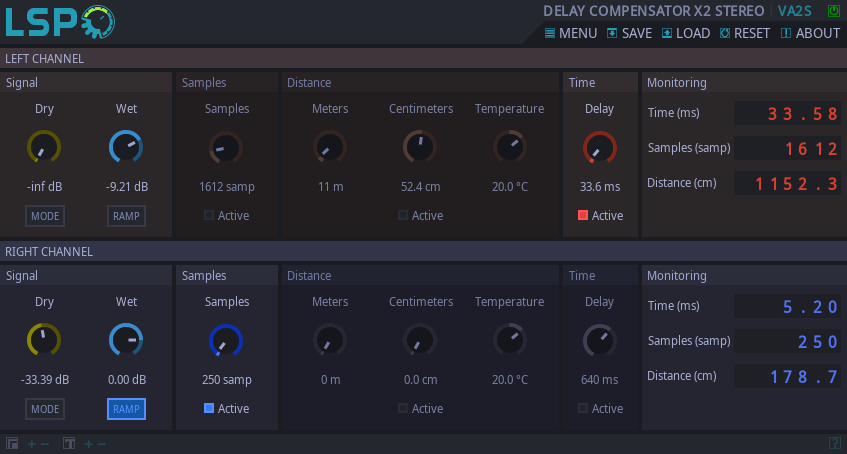 LSP
DELAY COMPENSATOR X2 STEREO VA2S
MENU SAVE LOAD RESET ABOUT
LEFT CHANNEL
Signal Samples Distance Time Monitoring
Dry Wet Samples Meters Centimeters Temperature Delay
Time (ms) 33.58
Samples (samp) 1612
Distance (cm) 1152.3
-inf dB -9.21 dB 1612 samp 11 m 52.4 cm 20.0 °C 33.6 ms
MODE RAMP Active Active Active
RIGHT CHANNEL
Signal Samples Distance Time Monitoring
Dry Wet Samples Meters Centimeters Temperature Delay
Time (ms) 5.20
Samples (samp) 250
Distance (cm) 178.7
-33.39 dB 0.00 dB 250 samp 0 m 0.0 cm 20.0 °C 640 ms
MODE RAMP Active Active Active
+ − + − ?